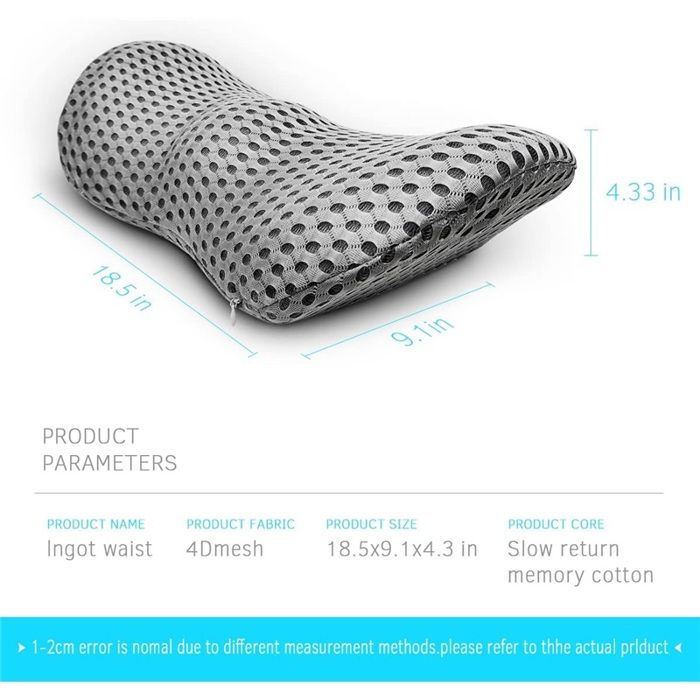 4.33 in
18.5 in
9.1in
PRODUCT
PARAMETERS
PRODUCT NAME PRODUCT FABRIC PRODUCT SIZE PRODUCT CORE
Ingot waist 4Dmesh 18.5x9.1x4.3 in Slow return
memory cotton
1-2cm error is nomal due to different measurement methods.please refer to thhe actual prlduct